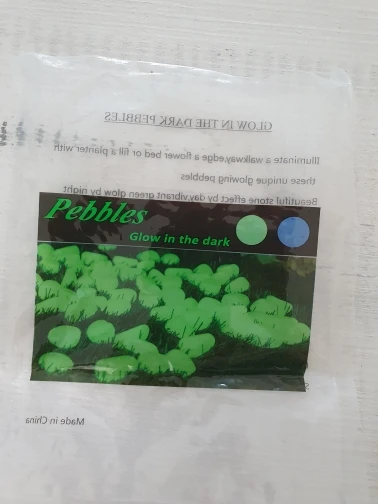 GLOW IN THE DARK PEBBLES
Illuminate a walkway,edge a flower bed or fill a planter with
these unique glowing pebbles
Beautiful stone effect by day,vibrant green glow by night
Pebbles
Glow in the dark
Made in China